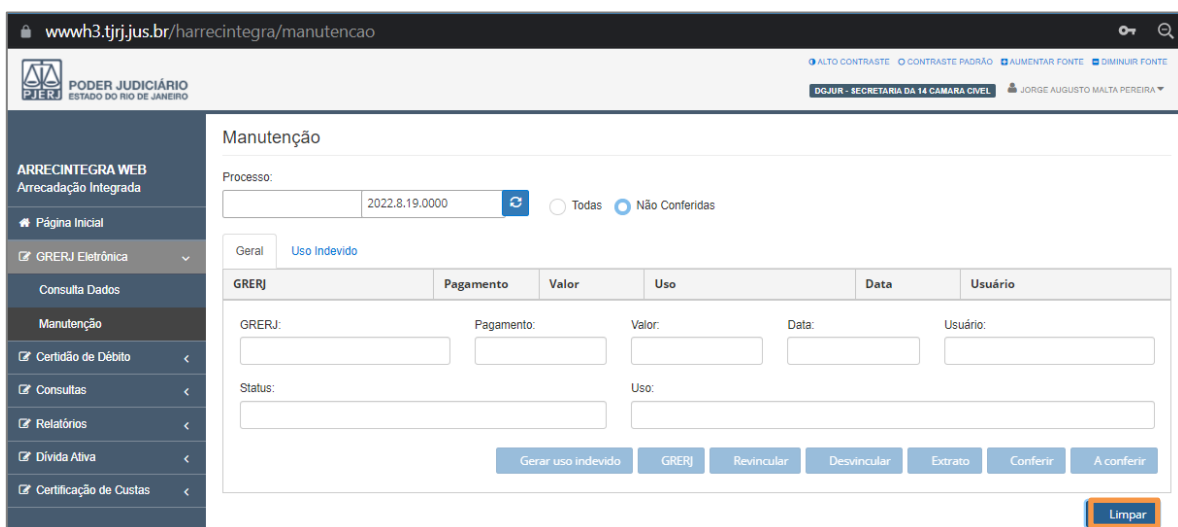 wwwh3.tjrj.jus.br/harrecintegra/manutencao
PJERJ
PODER JUDICIÁRIO
ESTADO DO RIO DE JANEIRO
ALTO CONTRASTE CONTRASTE PADRÃO AUMENTAR FONTE DIMINUIR FONTE
DGJUR - SECRETARIA DA 14 CAMARA CIVEL JORGE AUGUSTO MALTA PEREIRA
ARRECINTEGRA WEB
Arrecadação Integrada
Página Inicial
GRERJ Eletrônica
Consulta Dados
Manutenção
Certidão de Débito
Consultas
Relatórios
Dívida Ativa
Certificação de Custas
Manutenção
Processo:
2022.8.19.0000 Todas Não Conferidas
Geral Uso Indevido
GRERJ Pagamento Valor Uso Data Usuário
GRERJ: Pagamento: Valor: Data: Usuário:
Status: Uso:
Gerar uso indevido GRERJ Revincular Desvincular Extrato Conferir A conferir
Limpar